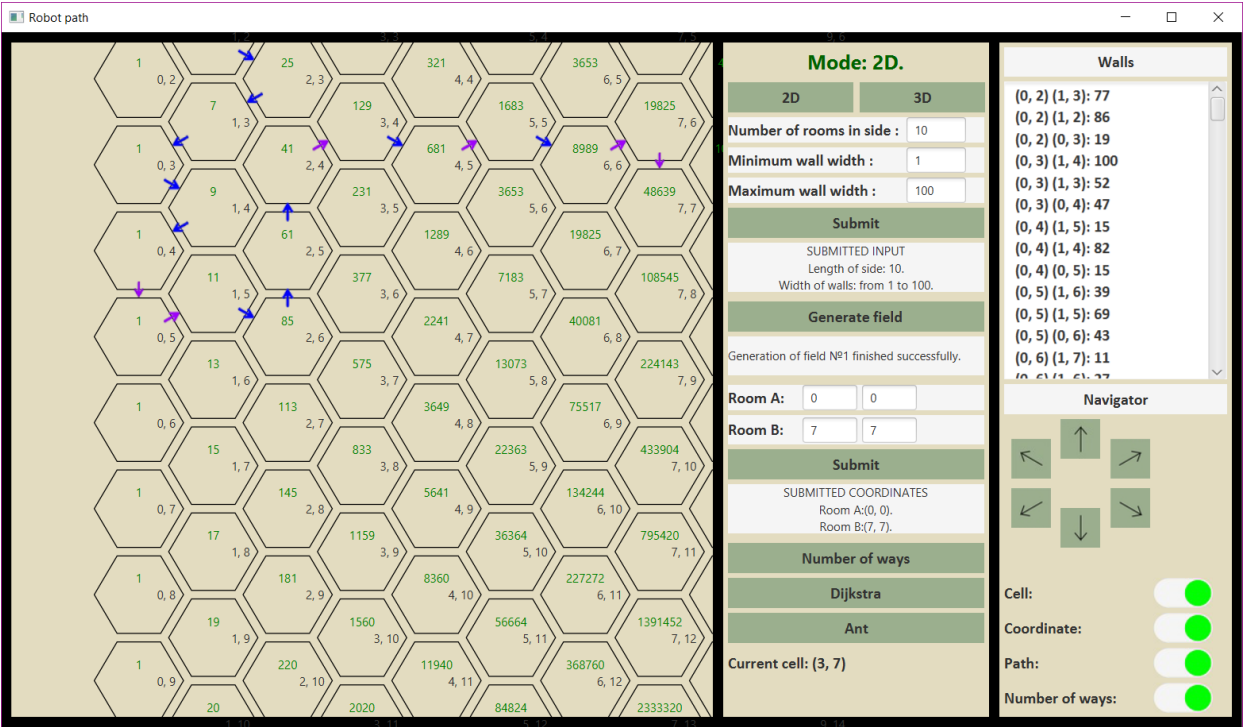 Robot path
1, 2 3, 3 5, 4 7, 5 9, 6
1 25 321 3653
0, 2 2, 3 4, 4 6, 5
7 129 1683 19825
1, 3 3, 4 5, 5 7, 6
1 41 681 8989
0, 3 2, 4 4, 5 6, 6
9 231 3653 48639
1, 4 3, 5 5, 6 7, 7
1 61 1289 19825
0, 4 2, 5 4, 6 6, 7
11 377 7183 108545
1, 5 3, 6 5, 7 7, 8
1 85 2241 40081
0, 5 2, 6 4, 7 6, 8
13 575 13073 224143
1, 6 3, 7 5, 8 7, 9
1 113 3649 75517
0, 6 2, 7 4, 8 6, 9
15 833 22363 433904
1, 7 3, 8 5, 9 7, 10
1 145 5641 134244
0, 7 2, 8 4, 9 6, 10
17 1159 36364 795420
1, 8 3, 9 5, 10 7, 11
1 181 8360 227272
0, 8 2, 9 4, 10 6, 11
19 1560 56664 1391452
1, 9 3, 10 5, 11 7, 12
1 220 11940 368760
0, 9 2, 10 4, 11 6, 12
20 2020 84824 2333320
1, 10 3, 11 5, 12 7, 13 9, 14
Mode: 2D.
2D 3D
Number of rooms in side : 10
Minimum wall width : 1
Maximum wall width : 100
Submit
SUBMITTED INPUT
Length of side: 10.
Width of walls: from 1 to 100.
Generate field
Generation of field №1 finished successfully.
Room A: 0 0
Room B: 7 7
Submit
SUBMITTED COORDINATES
Room A:(0, 0).
Room B:(7, 7).
Number of ways
Dijkstra
Ant
Current cell: (3, 7)
Walls
(0, 2) (1, 3): 77
(0, 2) (1, 2): 86
(0, 2) (0, 3): 19
(0, 3) (1, 4): 100
(0, 3) (1, 3): 52
(0, 3) (0, 4): 47
(0, 4) (1, 5): 15
(0, 4) (1, 4): 82
(0, 4) (0, 5): 15
(0, 5) (1, 6): 39
(0, 5) (1, 5): 69
(0, 5) (0, 6): 43
(0, 6) (1, 7): 11
(0, 6) (1, 6): 27
Navigator
Cell:
Coordinate:
Path:
Number of ways: